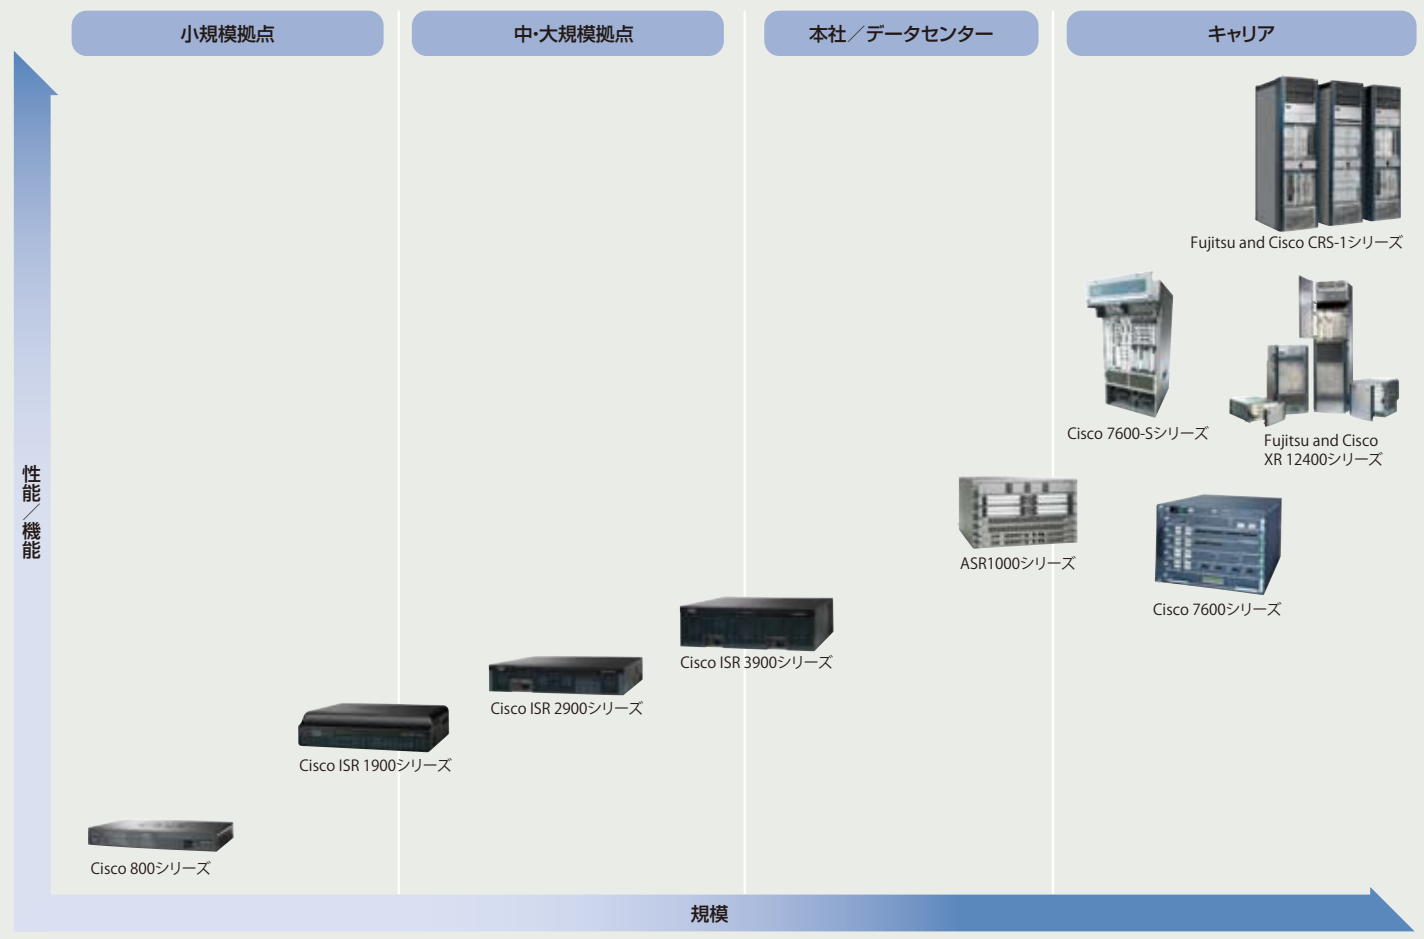 小規模拠点
中・大規模拠点
本社／データセンター
キャリア
Fujitsu and Cisco CRS-1シリーズ
Cisco 7600-Sシリーズ
Fujitsu and Cisco
XR 12400シリーズ
性能／機能
ASR1000シリーズ
Cisco 7600シリーズ
Cisco ISR 3900シリーズ
Cisco ISR 2900シリーズ
Cisco ISR 1900シリーズ
Cisco 800シリーズ
規模